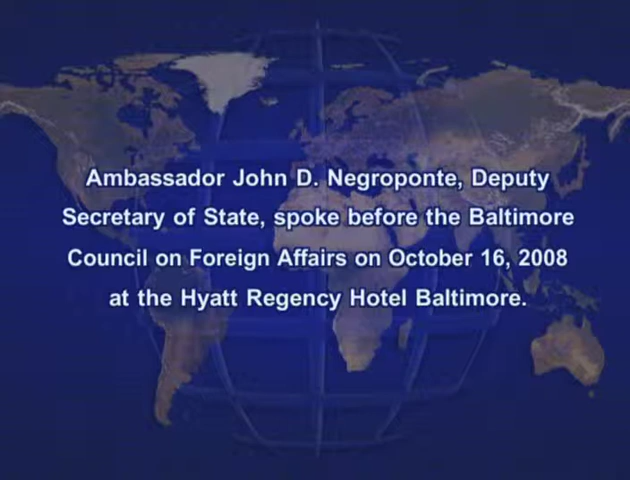 Ambassador John D. Negroponte, Deputy
Secretary of State, spoke before the Baltimore
Council on Foreign Affairs on October 16, 2008
at the Hyatt Regency Hotel Baltimore.